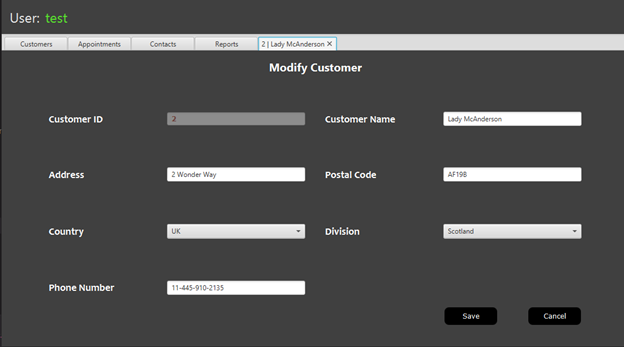 User: test
Customers Appointments Contacts Reports 2 | Lady McAnderson ✕
Modify Customer
Customer ID 2 Customer Name Lady McAnderson
Address 2 Wonder Way Postal Code AF19B
Country UK Division Scotland
Phone Number 11-445-910-2135
Save Cancel